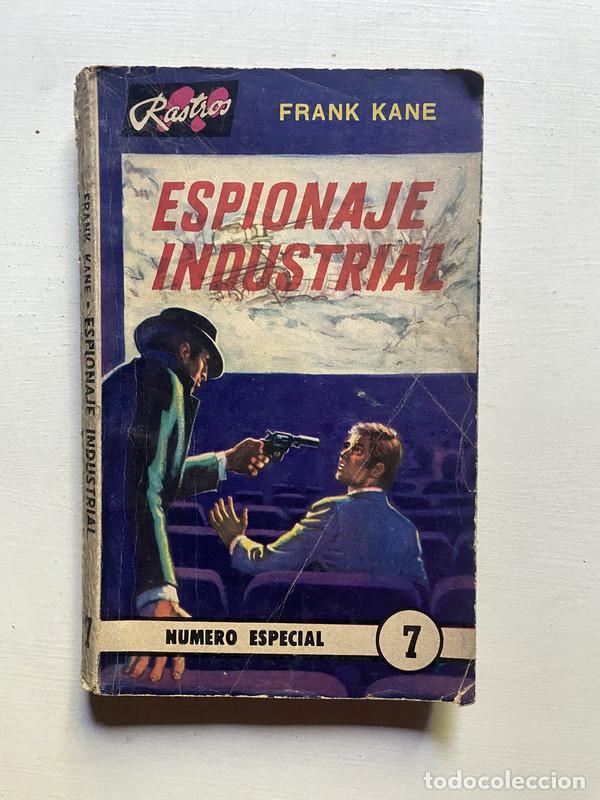 Rastros
FRANK KANE
ESPIONAJE
INDUSTRIAL
NUMERO ESPECIAL
7
FRANK KANE - ESPIONAJE INDUSTRIAL
7
todocoleccion